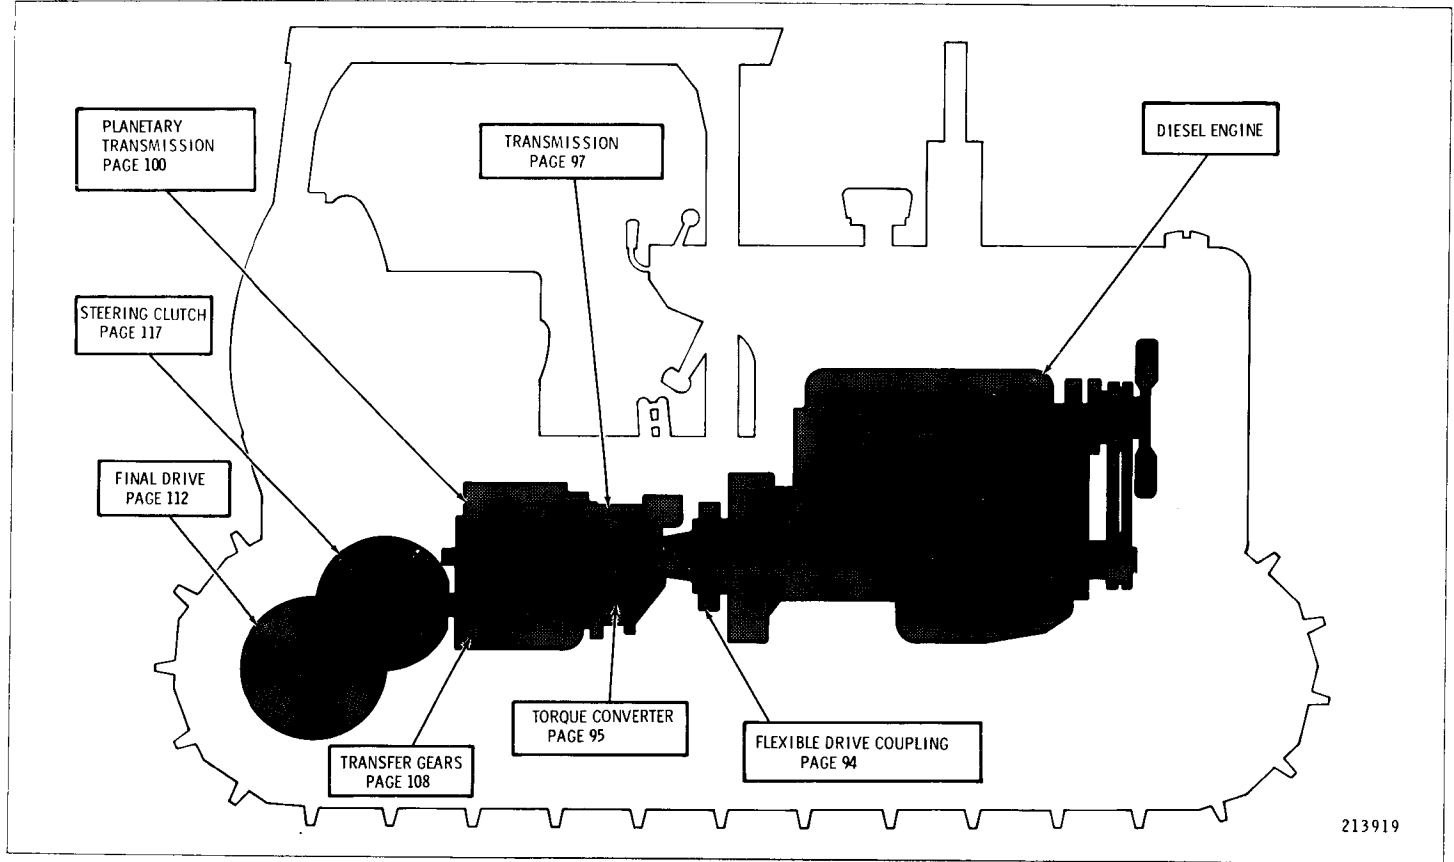 PLANETARY
TRANSMISSION
PAGE 100
TRANSMISSION
PAGE 97
DIESEL ENGINE
STEERING CLUTCH
PAGE 117
FINAL DRIVE
PAGE 112
TORQUE CONVERTER
PAGE 95
FLEXIBLE DRIVE COUPLING
PAGE 94
TRANSFER GEARS
PAGE 108
213919